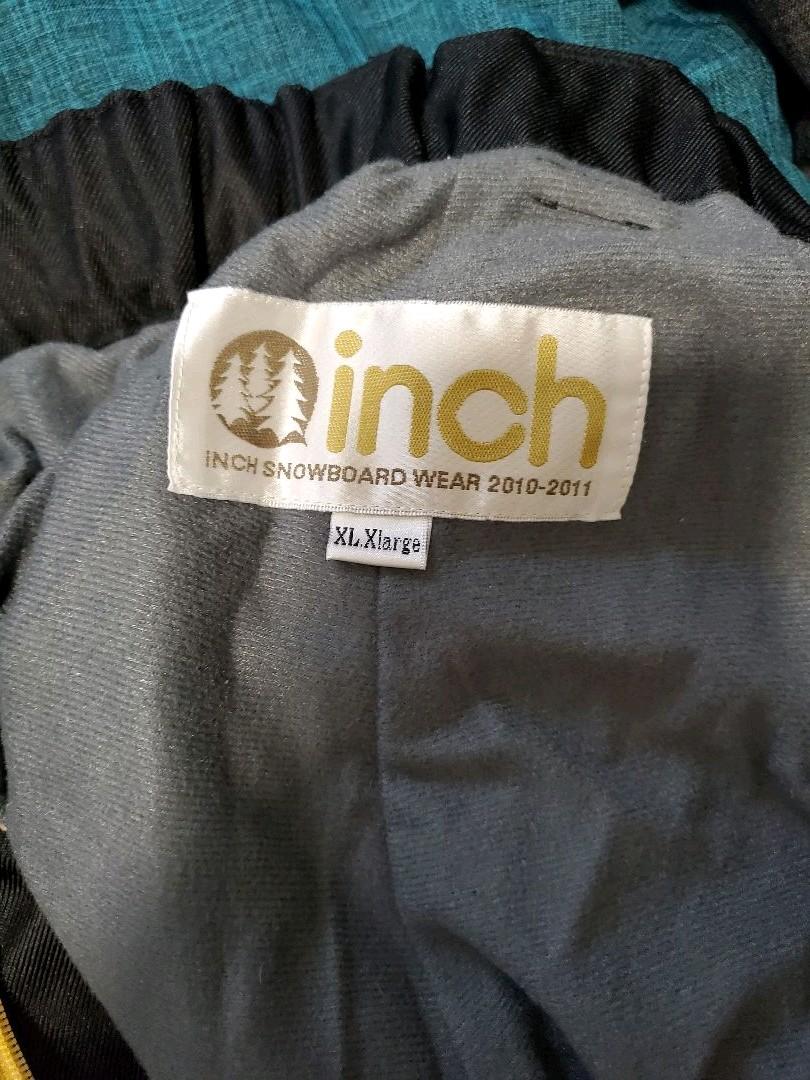 inch
INCH SNOWBOARD WEAR 2010-2011
XL.Xlarge